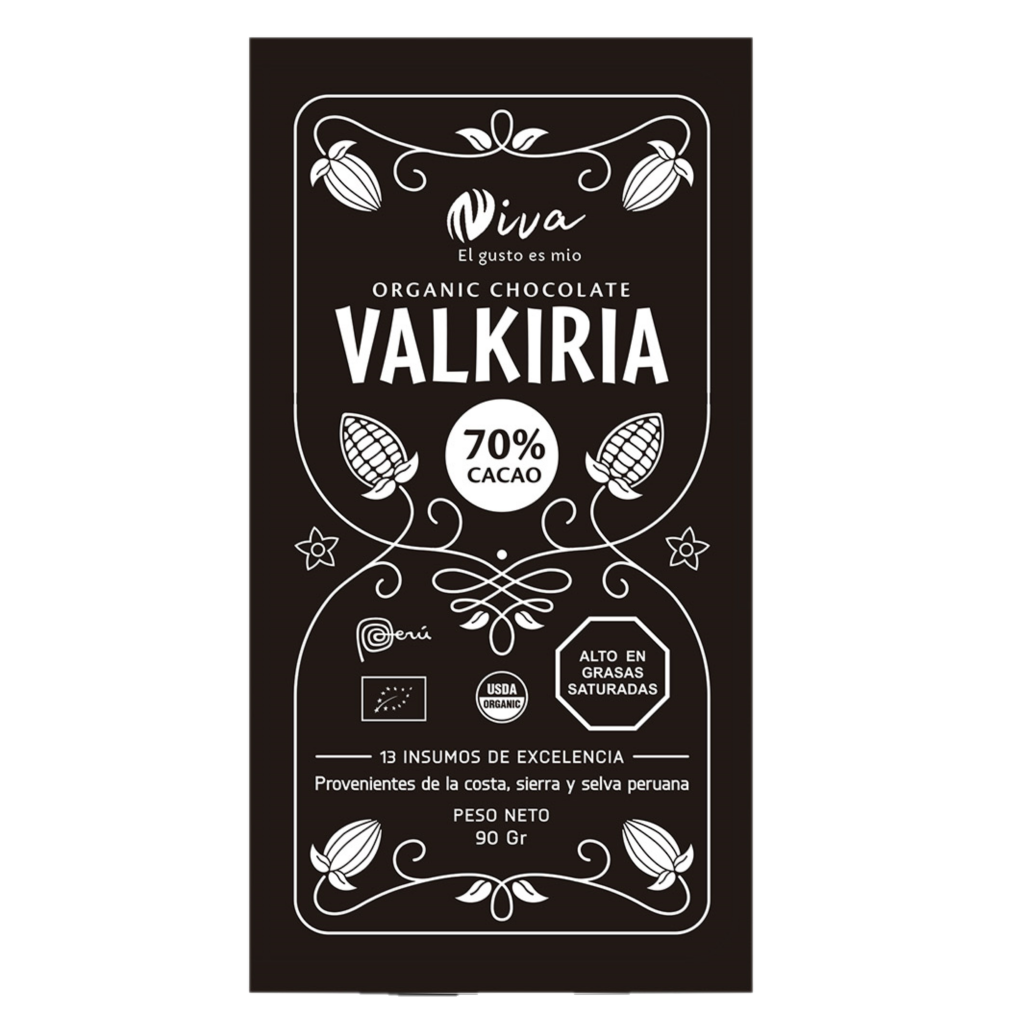 Niva
El gusto es mio
ORGANIC CHOCOLATE
VALKIRIA
70%
CACAO
Perú
ALTO EN
GRASAS
SATURADAS
USDA
ORGANIC
13 INSUMOS DE EXCELENCIA
Provenientes de la costa, sierra y selva peruana
PESO NETO
90 Gr